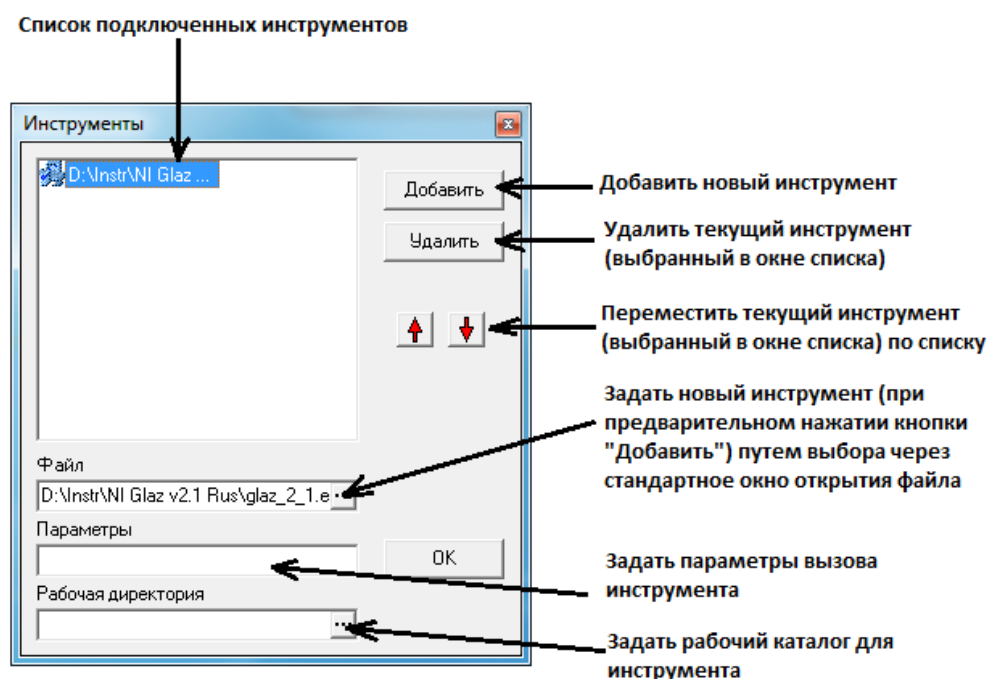 Список подключенных инструментов
Инструменты
D:\Instr\NI Glaz ...
Добавить
Добавить новый инструмент
Удалить
Удалить текущий инструмент
(выбранный в окне списка)
Переместить текущий инструмент
(выбранный в окне списка) по списку
Задать новый инструмент (при
предварительном нажатии кнопки
"Добавить") путем выбора через
стандартное окно открытия файла
Файл
D:\Instr\NI Glaz v2.1 Rus\glaz_2_1.e
Параметры
OK
Задать параметры вызова
инструмента
Рабочая директория
Задать рабочий каталог для
инструмента